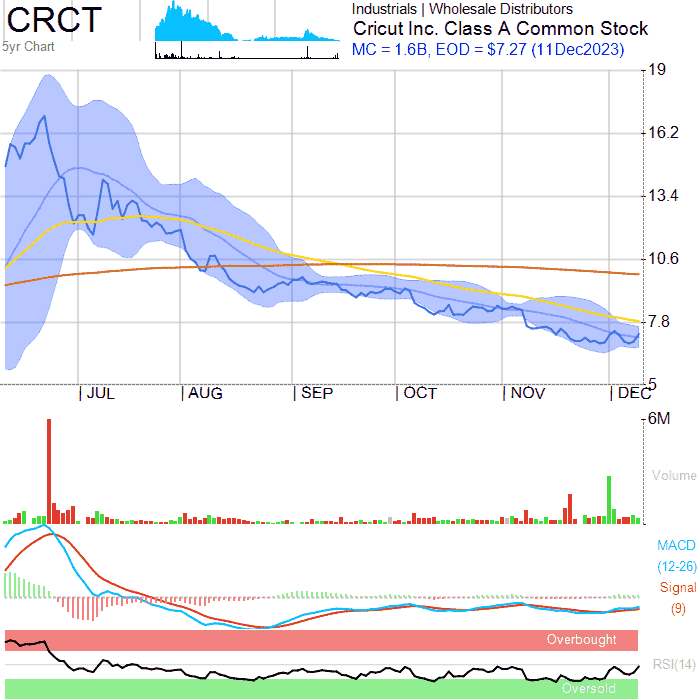 CRCT
5yr Chart
Industrials | Wholesale Distributors
Cricut Inc. Class A Common Stock
MC = 1.6B, EOD = $7.27 (11Dec2023)
19
16.2
13.4
10.6
7.8
5
| JUL | AUG | SEP | OCT | NOV | DEC
6M
Volume
MACD
(12-26)
Signal
(9)
Overbought
RSI(14)
Oversold